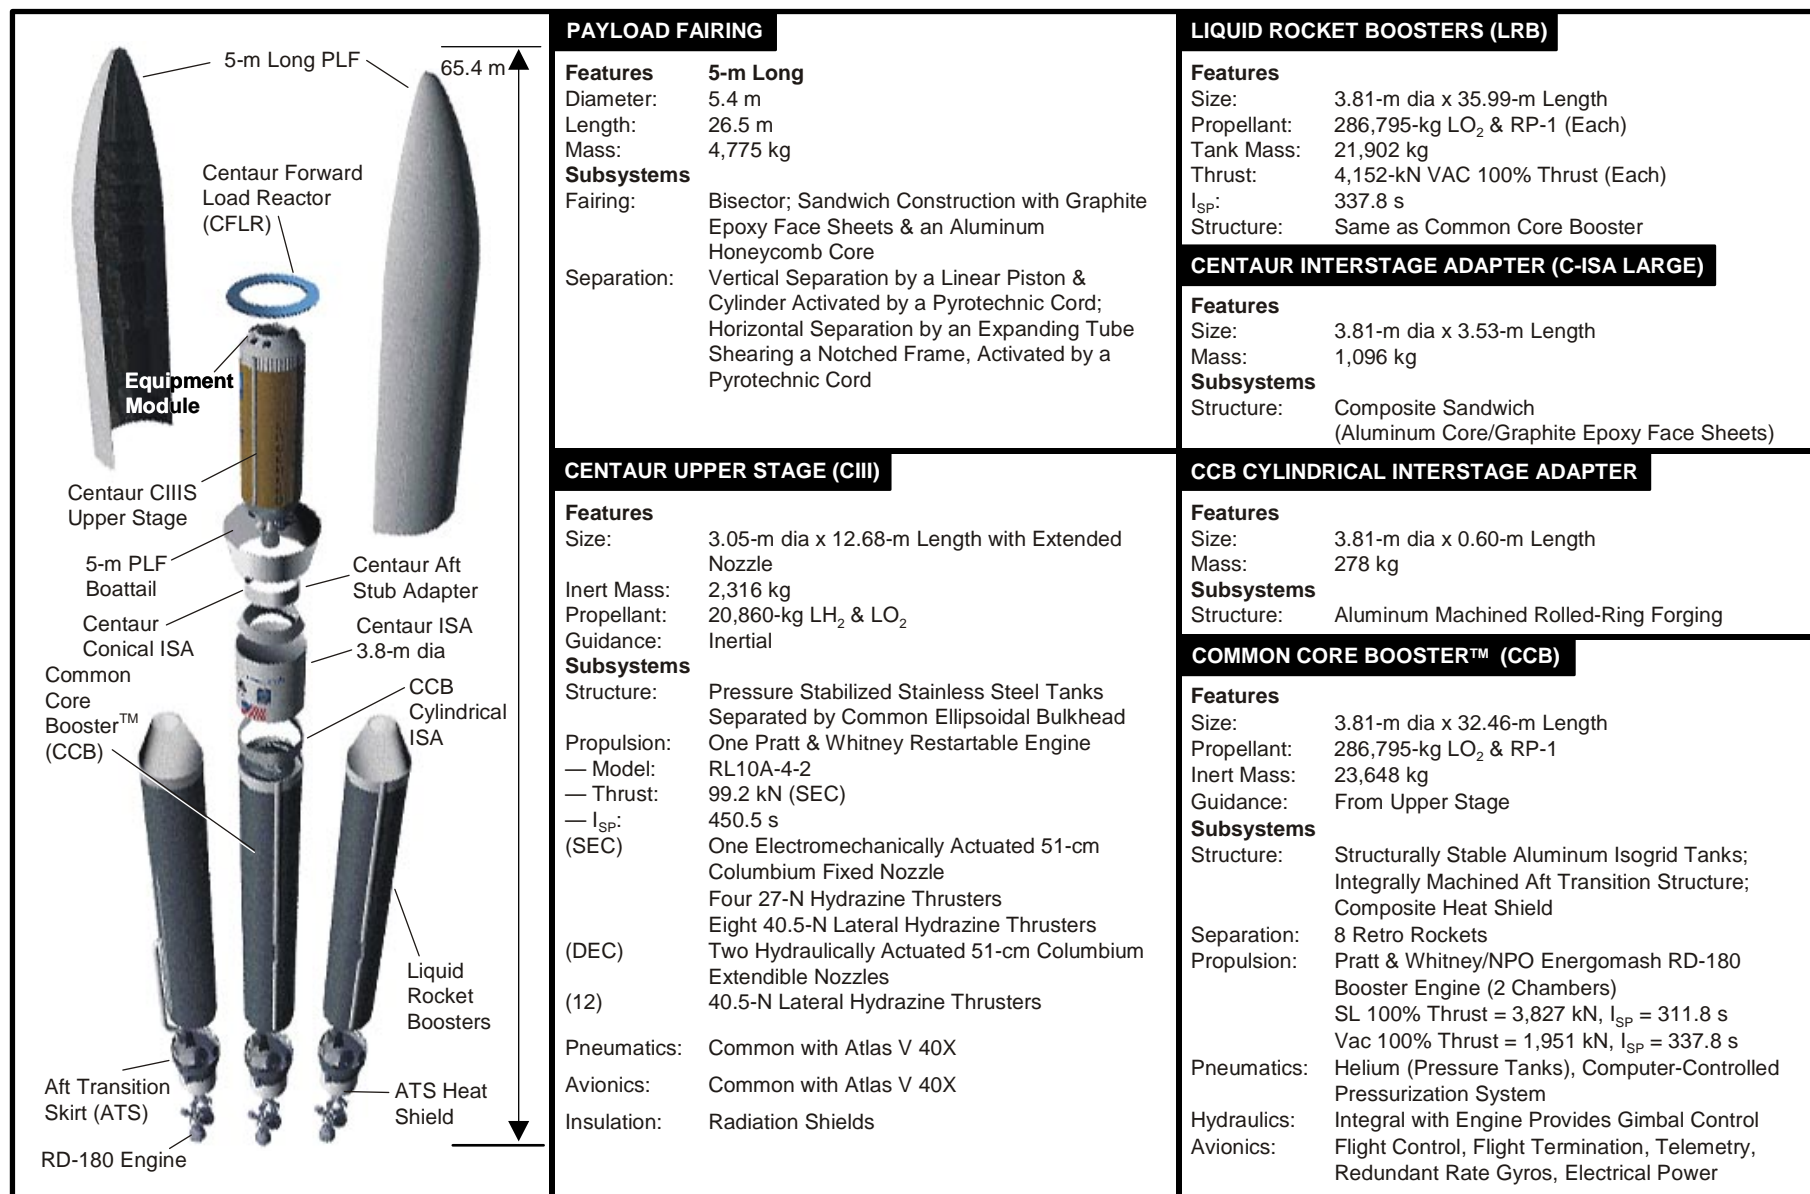 5-m Long PLF
65.4 m
Centaur Forward
Load Reactor
(CFLR)
Equipment
Module
Centaur CIIIS
Upper Stage
5-m PLF
Boattail
Centaur Aft
Stub Adapter
Centaur
Conical ISA
Centaur ISA
3.8-m dia
Common
Core
Booster™
(CCB)
CCB
Cylindrical
ISA
Liquid
Rocket
Boosters
Aft Transition
Skirt (ATS)
ATS Heat
Shield
RD-180 Engine
PAYLOAD FAIRING
Features 5-m Long
Diameter: 5.4 m
Length: 26.5 m
Mass: 4,775 kg
Subsystems
Fairing: Bisector; Sandwich Construction with Graphite
Epoxy Face Sheets & an Aluminum
Honeycomb Core
Separation: Vertical Separation by a Linear Piston &
Cylinder Activated by a Pyrotechnic Cord;
Horizontal Separation by an Expanding Tube
Shearing a Notched Frame, Activated by a
Pyrotechnic Cord
CENTAUR UPPER STAGE (CIII)
Features
Size: 3.05-m dia x 12.68-m Length with Extended
Nozzle
Inert Mass: 2,316 kg
Propellant: 20,860-kg LH₂ & LO₂
Guidance: Inertial
Subsystems
Structure: Pressure Stabilized Stainless Steel Tanks
Separated by Common Ellipsoidal Bulkhead
Propulsion: One Pratt & Whitney Restartable Engine
— Model: RL10A-4-2
— Thrust: 99.2 kN (SEC)
— I_SP: 450.5 s
(SEC) One Electromechanically Actuated 51-cm
Columbium Fixed Nozzle
Four 27-N Hydrazine Thrusters
Eight 40.5-N Lateral Hydrazine Thrusters
(DEC) Two Hydraulically Actuated 51-cm Columbium
Extendible Nozzles
(12) 40.5-N Lateral Hydrazine Thrusters
Pneumatics: Common with Atlas V 40X
Avionics: Common with Atlas V 40X
Insulation: Radiation Shields
LIQUID ROCKET BOOSTERS (LRB)
Features
Size: 3.81-m dia x 35.99-m Length
Propellant: 286,795-kg LO₂ & RP-1 (Each)
Tank Mass: 21,902 kg
Thrust: 4,152-kN VAC 100% Thrust (Each)
I_SP: 337.8 s
Structure: Same as Common Core Booster
CENTAUR INTERSTAGE ADAPTER (C-ISA LARGE)
Features
Size: 3.81-m dia x 3.53-m Length
Mass: 1,096 kg
Subsystems
Structure: Composite Sandwich
(Aluminum Core/Graphite Epoxy Face Sheets)
CCB CYLINDRICAL INTERSTAGE ADAPTER
Features
Size: 3.81-m dia x 0.60-m Length
Mass: 278 kg
Subsystems
Structure: Aluminum Machined Rolled-Ring Forging
COMMON CORE BOOSTER™ (CCB)
Features
Size: 3.81-m dia x 32.46-m Length
Propellant: 286,795-kg LO₂ & RP-1
Inert Mass: 23,648 kg
Guidance: From Upper Stage
Subsystems
Structure: Structurally Stable Aluminum Isogrid Tanks;
Integrally Machined Aft Transition Structure;
Composite Heat Shield
Separation: 8 Retro Rockets
Propulsion: Pratt & Whitney/NPO Energomash RD-180
Booster Engine (2 Chambers)
SL 100% Thrust = 3,827 kN, I_SP = 311.8 s
Vac 100% Thrust = 1,951 kN, I_SP = 337.8 s
Pneumatics: Helium (Pressure Tanks), Computer-Controlled
Pressurization System
Hydraulics: Integral with Engine Provides Gimbal Control
Avionics: Flight Control, Flight Termination, Telemetry,
Redundant Rate Gyros, Electrical Power